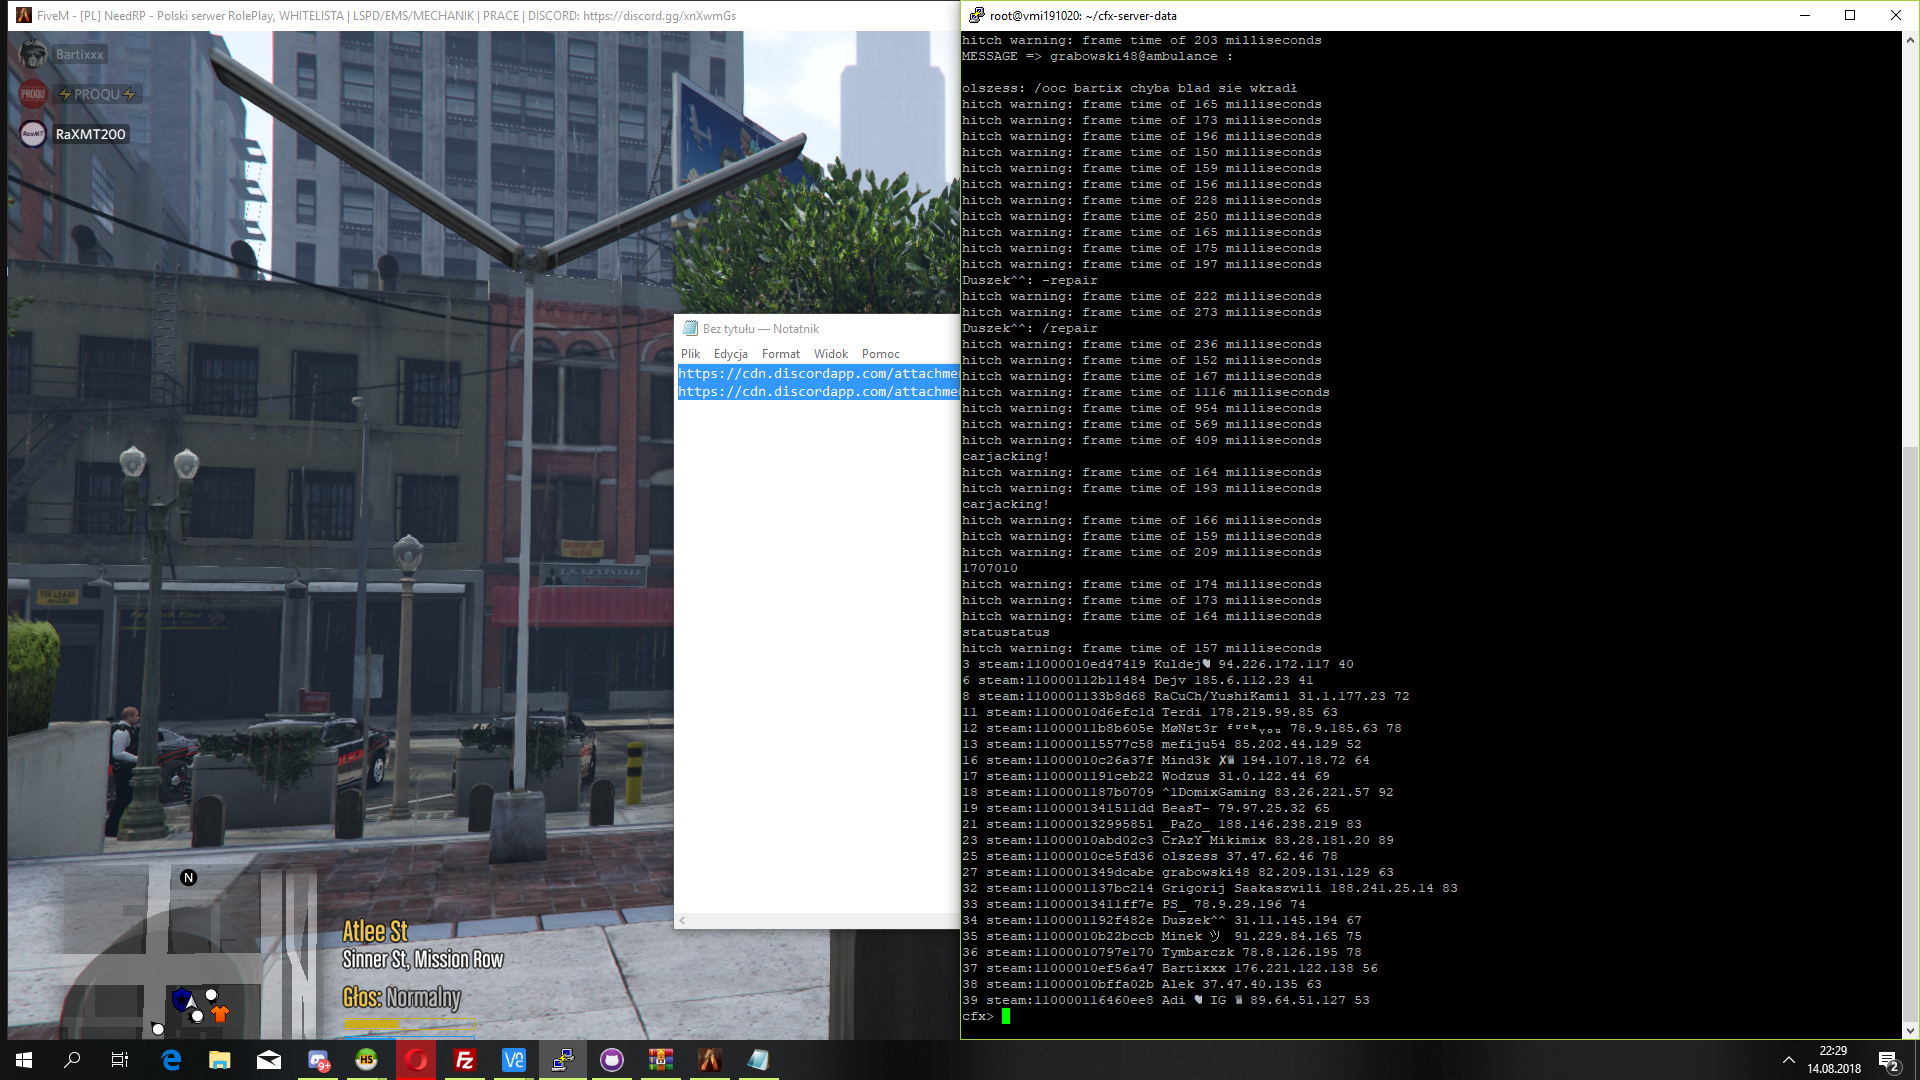 FiveM - [PL] NeedRP - Polski serwer RolePlay, WHITELISTA | LSPD/EMS/MECHANIK | PRACE | DISCORD: https://discord.gg/xnXwmGs
Bartixxx
PROQU
⚡PROQU⚡
RaXMT
RaXMT200
FOR LEASE
N
Atlee St
Sinner St, Mission Row
Głos: Normalny
Bez tytułu — Notatnik
Plik Edycja Format Widok Pomoc
https://cdn.discordapp.com/attachme
https://cdn.discordapp.com/attachme
root@vmi191020: ~/cfx-server-data
hitch warning: frame time of 203 milliseconds
MESSAGE => grabowski48@ambulance :
olszess: /ooc bartix chyba blad sie wkradł
hitch warning: frame time of 165 milliseconds
hitch warning: frame time of 173 milliseconds
hitch warning: frame time of 196 milliseconds
hitch warning: frame time of 150 milliseconds
hitch warning: frame time of 159 milliseconds
hitch warning: frame time of 156 milliseconds
hitch warning: frame time of 228 milliseconds
hitch warning: frame time of 250 milliseconds
hitch warning: frame time of 165 milliseconds
hitch warning: frame time of 175 milliseconds
hitch warning: frame time of 197 milliseconds
Duszek^^: -repair
hitch warning: frame time of 222 milliseconds
hitch warning: frame time of 273 milliseconds
Duszek^^: /repair
hitch warning: frame time of 236 milliseconds
hitch warning: frame time of 152 milliseconds
hitch warning: frame time of 167 milliseconds
hitch warning: frame time of 1116 milliseconds
hitch warning: frame time of 954 milliseconds
hitch warning: frame time of 569 milliseconds
hitch warning: frame time of 409 milliseconds
carjacking!
hitch warning: frame time of 164 milliseconds
hitch warning: frame time of 193 milliseconds
carjacking!
hitch warning: frame time of 166 milliseconds
hitch warning: frame time of 159 milliseconds
hitch warning: frame time of 209 milliseconds
1707010
hitch warning: frame time of 174 milliseconds
hitch warning: frame time of 173 milliseconds
hitch warning: frame time of 164 milliseconds
statusstatus
hitch warning: frame time of 157 milliseconds
3 steam:11000010ed47419 Kuldej♥ 94.226.172.117 40
6 steam:110000112b11484 Dejv 185.6.112.23 41
8 steam:1100001133b8d68 RaCuCh/YushiKamil 31.1.177.23 72
11 steam:11000010d6efc1d Terdi 178.219.99.85 63
12 steam:11000011b8b605e MøNst3r ᶠᵘᶜᵏᵧₒᵤ 78.9.185.63 78
13 steam:110000115577c58 mefiju54 85.202.44.129 52
16 steam:11000010c26a37f Mind3k ✗♛ 194.107.18.72 64
17 steam:1100001191ceb22 Wodzus 31.0.122.44 69
18 steam:1100001187b0709 ^1DomixGaming 83.26.221.57 92
19 steam:1100001341511dd BeasT- 79.97.25.32 65
21 steam:110000132995851 _PaZo_ 188.146.238.219 83
23 steam:11000010abd02c3 CrAzY Mikimix 83.28.181.20 89
25 steam:11000010ce5fd36 olszess 37.47.62.46 78
27 steam:1100001349dcabe grabowski48 82.209.131.129 63
32 steam:1100001137bc214 Grigorij Saakaszwili 188.241.25.14 83
33 steam:1100001341 1ff7e PS_ 78.9.29.196 74
34 steam:1100001192f482e Duszek^^ 31.11.145.194 67
35 steam:11000010b22bccb Minek ツ 91.229.84.165 75
36 steam:11000010797e170 Tymbarczk 78.8.126.195 78
37 steam:11000010ef56a47 Bartixxx 176.221.122.138 56
38 steam:11000010bffa02b Alek 37.47.40.135 63
39 steam:110000116460ee8 Adi ♥ IG ♛ 89.64.51.127 53
cfx>
22:29
14.08.2018
2